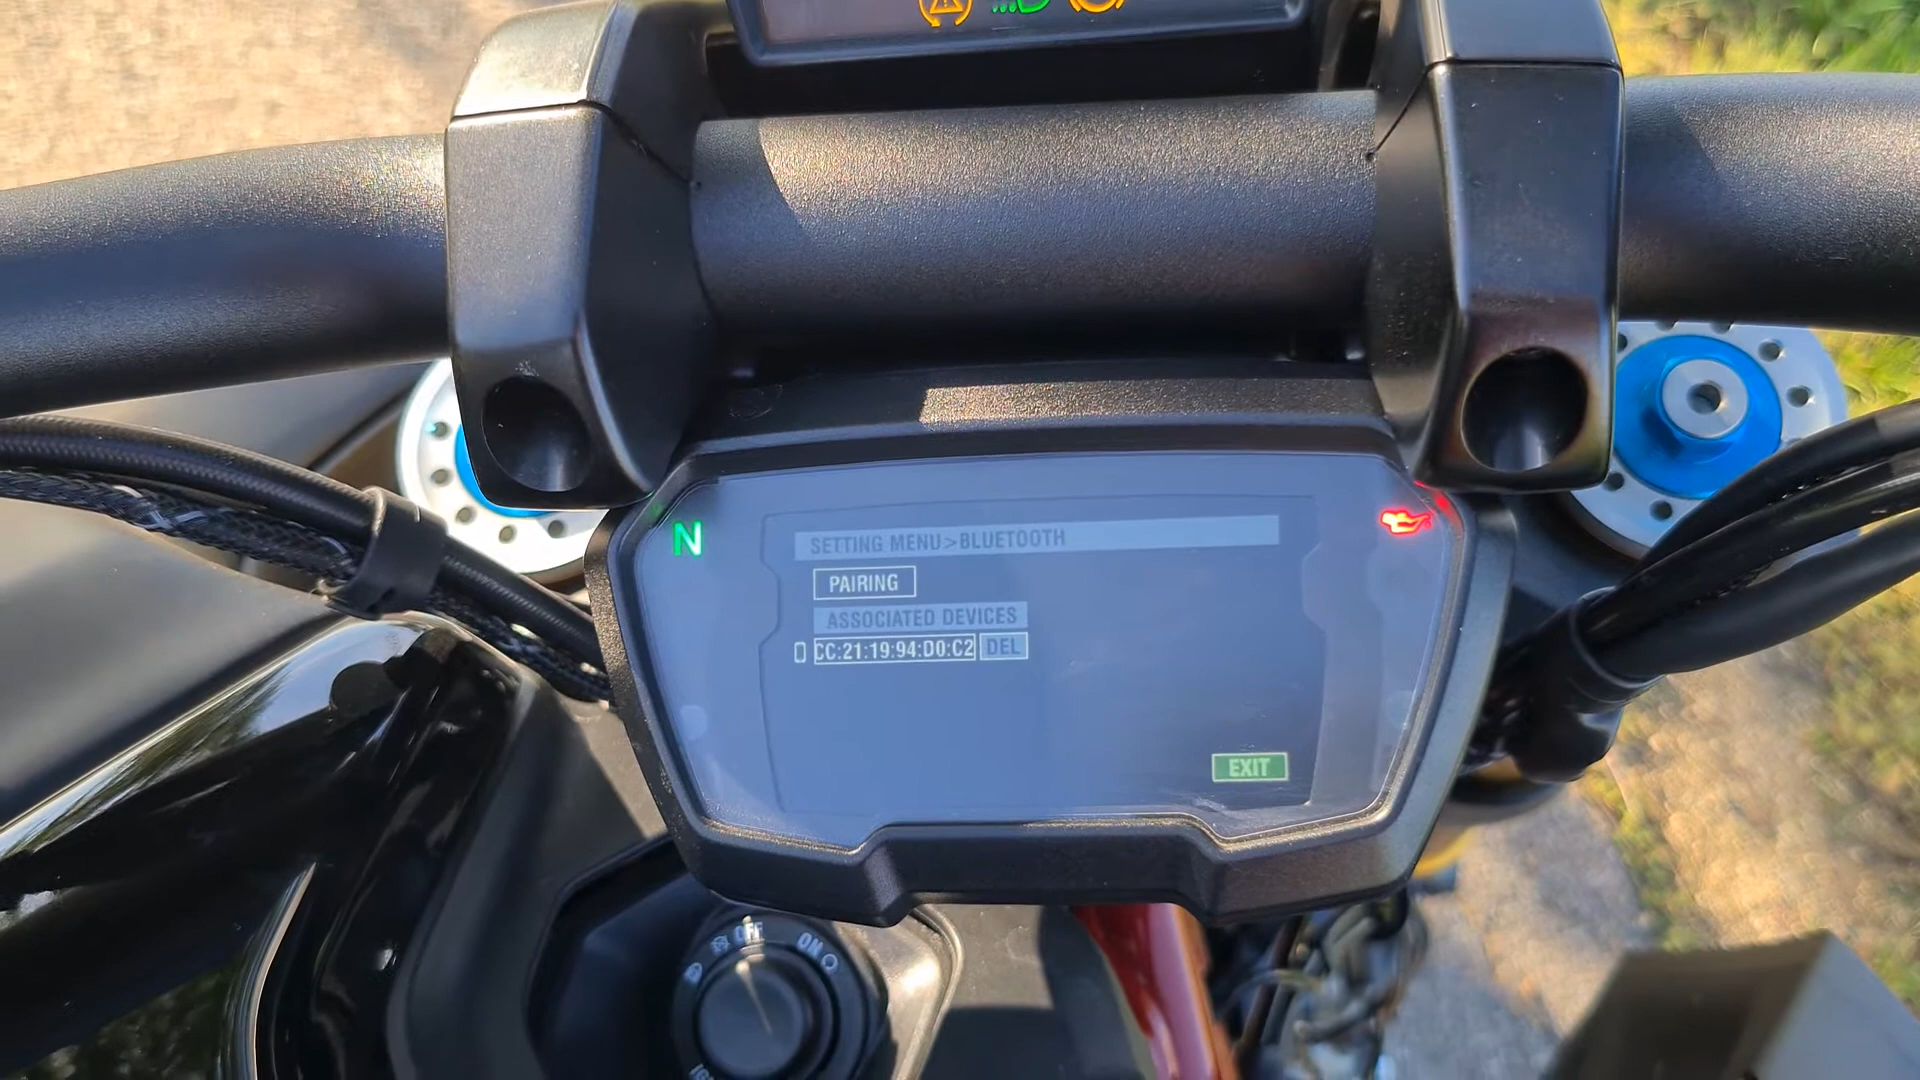 N
SETTING MENU>BLUETOOTH
PAIRING
ASSOCIATED DEVICES
CC:21:19:94:D0:C2 DEL
EXIT
OFF
ON